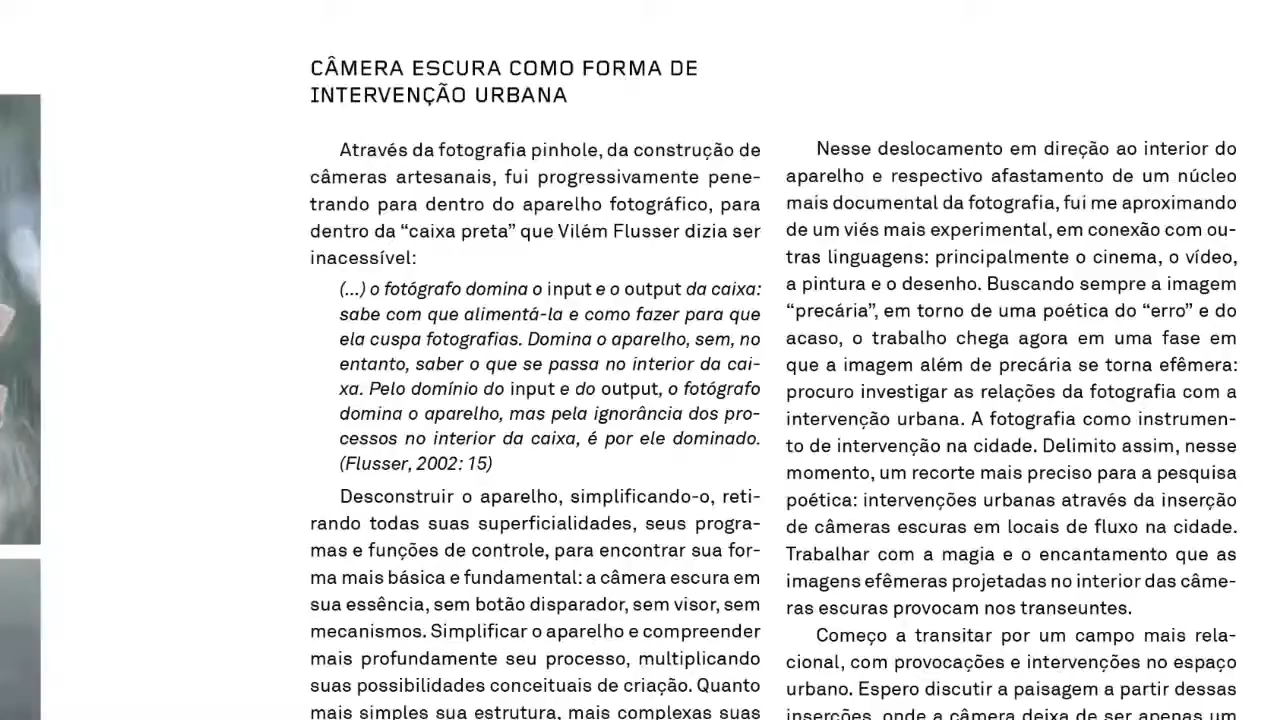 CÂMERA ESCURA COMO FORMA DE
INTERVENÇÃO URBANA
Através da fotografia pinhole, da construção de
câmeras artesanais, fui progressivamente pene-
trando para dentro do aparelho fotográfico, para
dentro da “caixa preta” que Vilém Flusser dizia ser
inacessível:
(...) o fotógrafo domina o input e o output da caixa:
sabe com que alimentá-la e como fazer para que
ela cuspa fotografias. Domina o aparelho, sem, no
entanto, saber o que se passa no interior da cai-
xa. Pelo domínio do input e do output, o fotógrafo
domina o aparelho, mas pela ignorância dos pro-
cessos no interior da caixa, é por ele dominado.
(Flusser, 2002: 15)
Desconstruir o aparelho, simplificando-o, reti-
rando todas suas superficialidades, seus progra-
mas e funções de controle, para encontrar sua for-
ma mais básica e fundamental: a câmera escura em
sua essência, sem botão disparador, sem visor, sem
mecanismos. Simplificar o aparelho e compreender
mais profundamente seu processo, multiplicando
suas possibilidades conceituais de criação. Quanto
mais simples sua estrutura, mais complexas suas
Nesse deslocamento em direção ao interior do
aparelho e respectivo afastamento de um núcleo
mais documental da fotografia, fui me aproximando
de um viés mais experimental, em conexão com ou-
tras linguagens: principalmente o cinema, o vídeo,
a pintura e o desenho. Buscando sempre a imagem
“precária”, em torno de uma poética do “erro” e do
acaso, o trabalho chega agora em uma fase em
que a imagem além de precária se torna efêmera:
procuro investigar as relações da fotografia com a
intervenção urbana. A fotografia como instrumen-
to de intervenção na cidade. Delimito assim, nesse
momento, um recorte mais preciso para a pesquisa
poética: intervenções urbanas através da inserção
de câmeras escuras em locais de fluxo na cidade.
Trabalhar com a magia e o encantamento que as
imagens efêmeras projetadas no interior das câme-
ras escuras provocam nos transeuntes.
Começo a transitar por um campo mais rela-
cional, com provocações e intervenções no espaço
urbano. Espero discutir a paisagem a partir dessas
inserções, onde a câmera deixa de ser apenas um